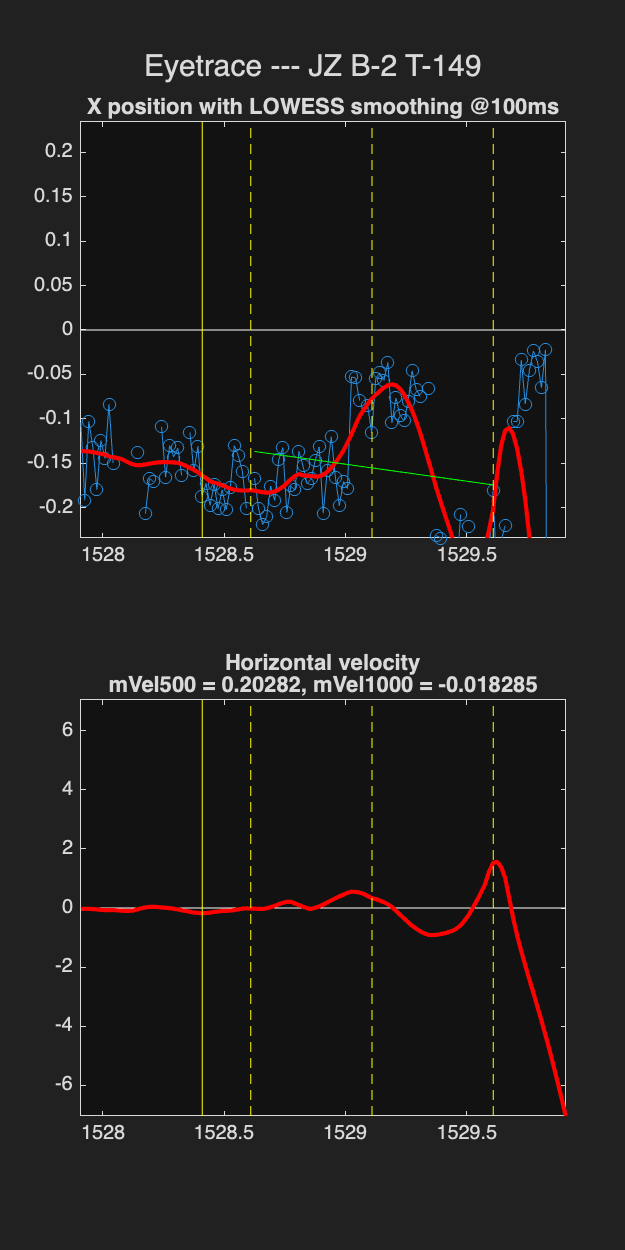 Eyetrace --- JZ B-2 T-149
X position with LOWESS smoothing @100ms
0.2
0.15
0.1
0.05
0
-0.05
-0.1
-0.15
-0.2
1528 1528.5 1529 1529.5
Horizontal velocity
mVel500 = 0.20282, mVel1000 = -0.018285
6
4
2
0
-2
-4
-6
1528 1528.5 1529 1529.5